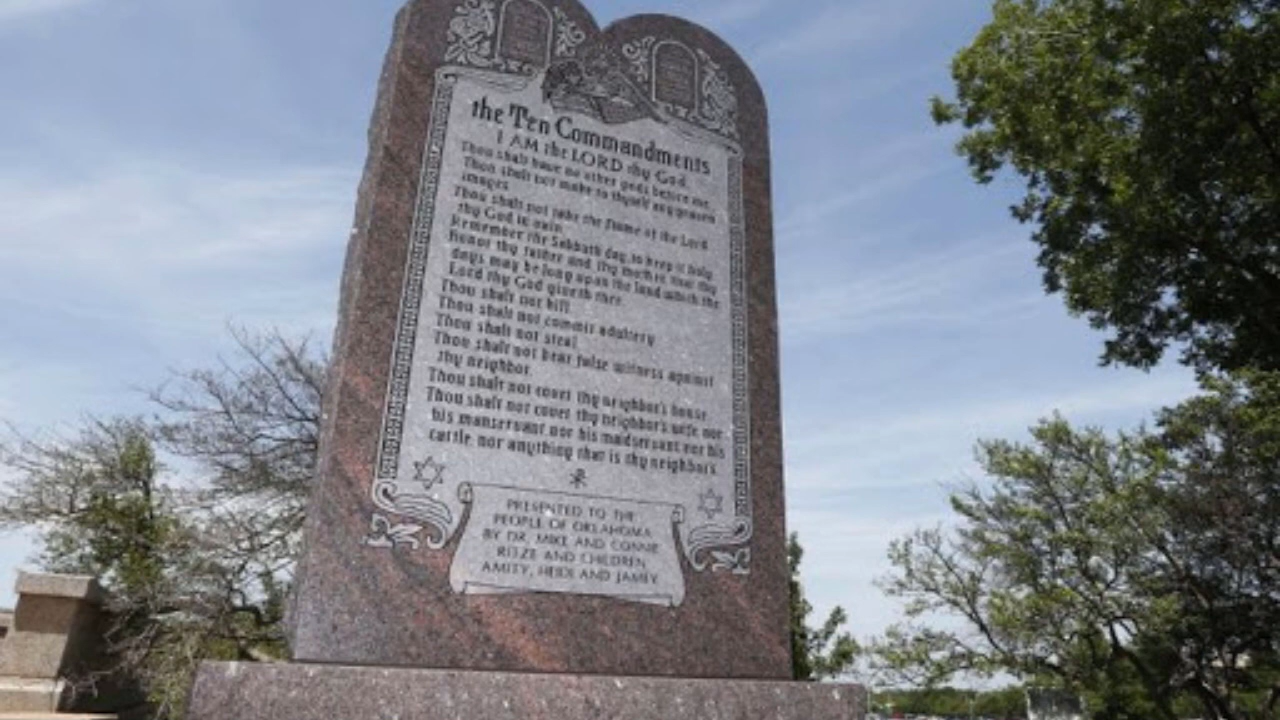 the Ten Commandments
I AM the LORD thy God
Thou shalt have no other gods before me.
Thou shalt not make to thyself any graven
images.
Thou shalt not take the Name of the Lord
thy God in vain.
Remember the Sabbath day, to keep it holy.
Honor thy father and thy mother, that thy
days may be long upon the land which the
Lord thy God giveth thee.
Thou shalt not kill.
Thou shalt not commit adultery.
Thou shalt not steal.
Thou shalt not bear false witness against
thy neighbor.
Thou shalt not covet thy neighbor's house.
Thou shalt not covet thy neighbor's wife nor
his manservant nor his maidservant nor his
cattle nor anything that is thy neighbor's.
PRESENTED TO THE
PEOPLE OF OKLAHOMA
BY DR. MIKE AND CONNIE
RITZE AND CHILDREN
AMITY, HEIDI AND JAMEY